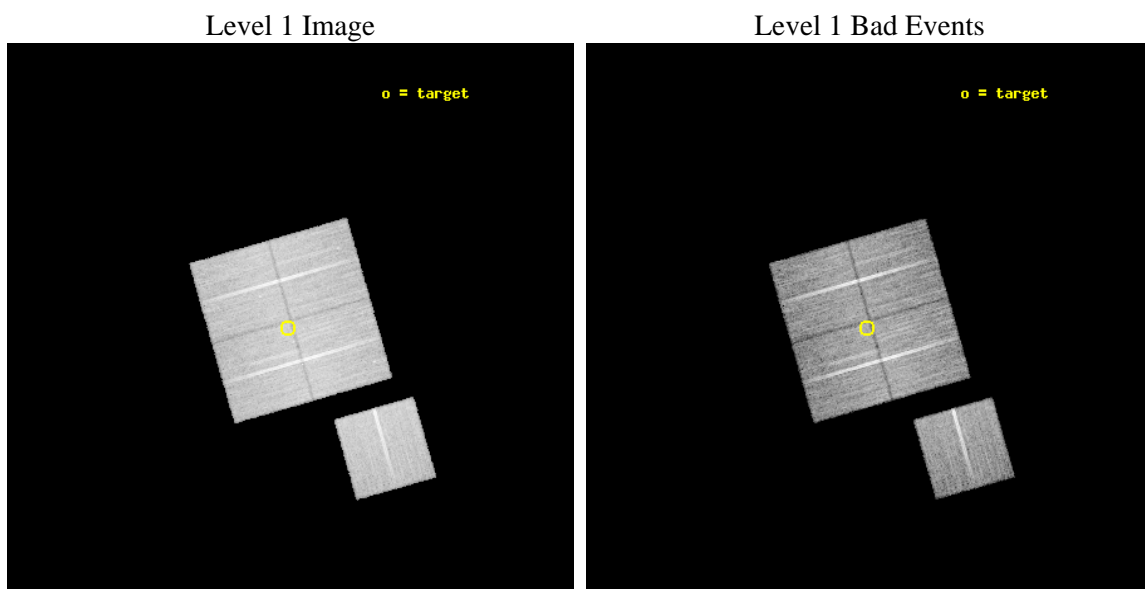 Level 1 Image
Level 1 Bad Events
o = target
o = target